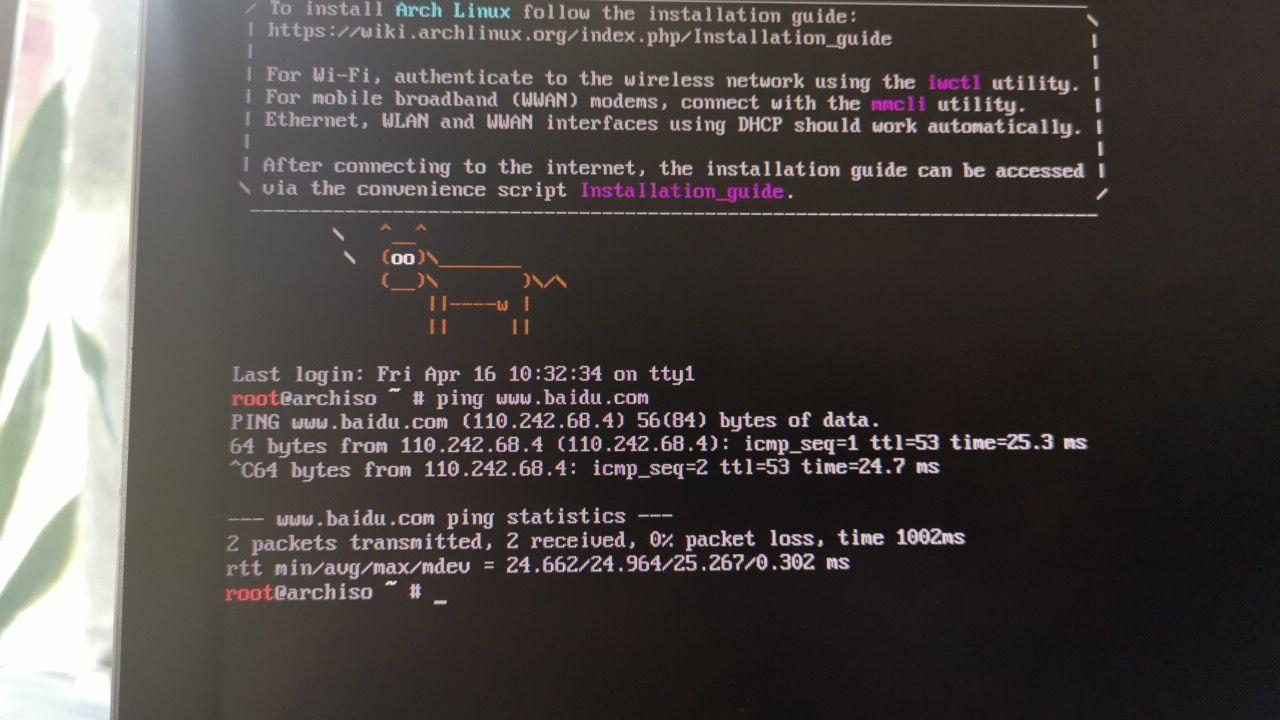 To install Arch Linux follow the installation guide:
https://wiki.archlinux.org/index.php/Installation_guide
For Wi-Fi, authenticate to the wireless network using the iwctl utility.
For mobile broadband (WWAN) modems, connect with the mmcli utility.
Ethernet, WLAN and WWAN interfaces using DHCP should work automatically.
After connecting to the internet, the installation guide can be accessed
via the convenience script Installation_guide.
Last login: Fri Apr 16 10:32:34 on tty1
root@archiso ~ # ping www.baidu.com
PING www.baidu.com (110.242.68.4) 56(84) bytes of data.
64 bytes from 110.242.68.4 (110.242.68.4): icmp_seq=1 ttl=53 time=25.3 ms
^C64 bytes from 110.242.68.4: icmp_seq=2 ttl=53 time=24.7 ms
--- www.baidu.com ping statistics ---
2 packets transmitted, 2 received, 0% packet loss, time 1002ms
rtt min/avg/max/mdev = 24.662/24.964/25.267/0.302 ms
root@archiso ~ # _